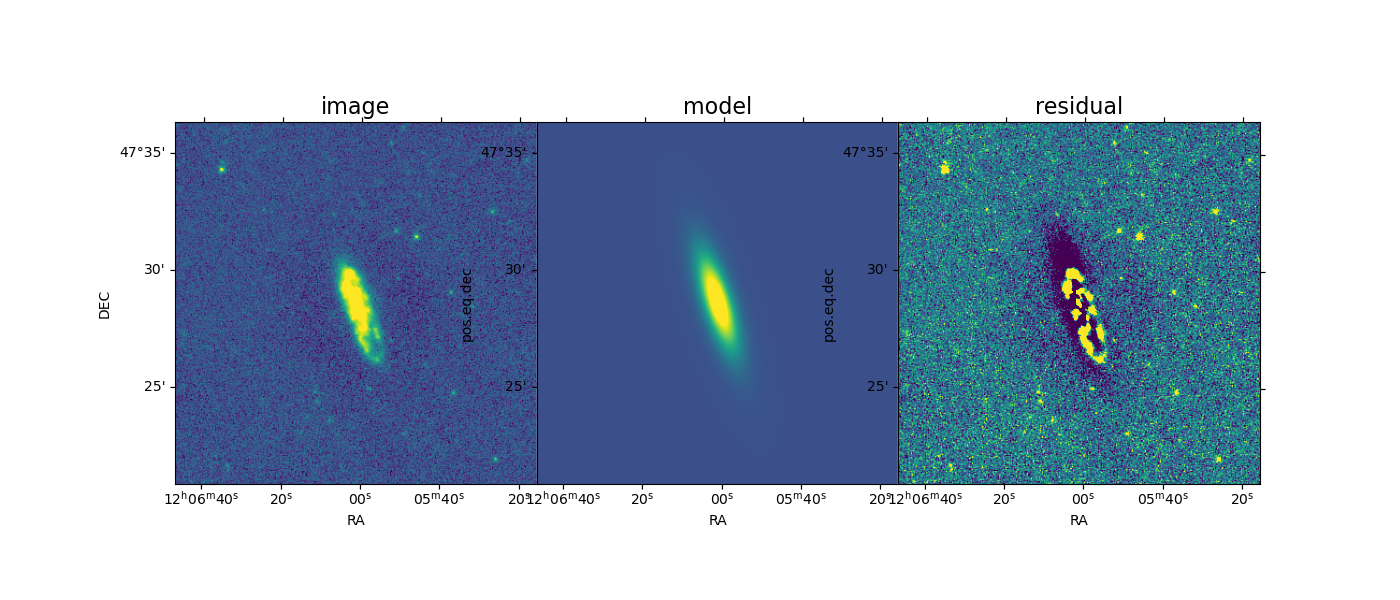 image model residual
47°35' 47°35' 47°35'
30' 30' 30'
DEC pos.eq.dec pos.eq.dec
25' 25' 25'
12ʰ06ᵐ40ˢ 20ˢ 00ˢ 05ᵐ40ˢ 20ˢ 12ʰ06ᵐ40ˢ 20ˢ 00ˢ 05ᵐ40ˢ 20ˢ 12ʰ06ᵐ40ˢ 20ˢ 00ˢ 05ᵐ40ˢ 20ˢ
RA RA RA